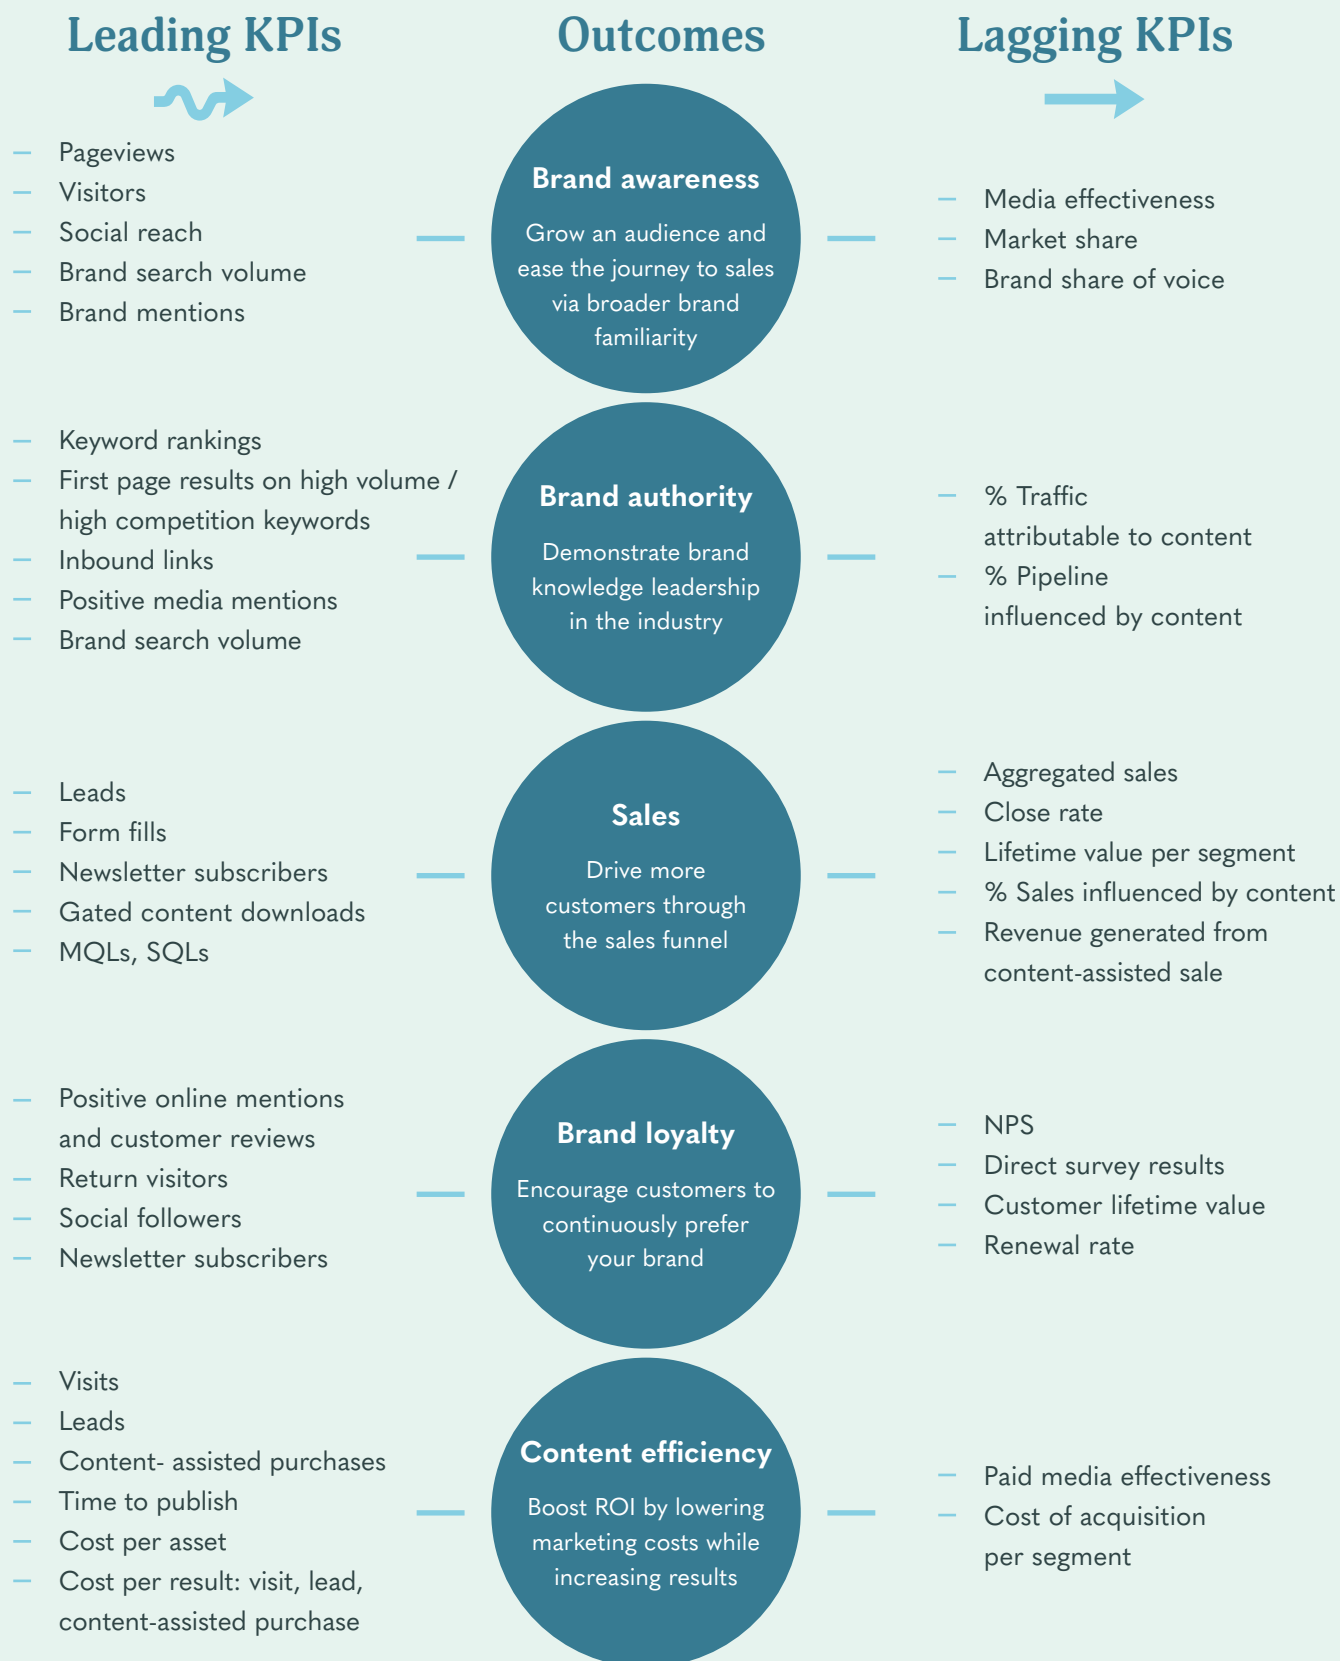 Leading KPIs
Outcomes
Lagging KPIs
– Pageviews
– Visitors
– Social reach
– Brand search volume
– Brand mentions
Brand awareness
Grow an audience and
ease the journey to sales
via broader brand
familiarity
– Media effectiveness
– Market share
– Brand share of voice
– Keyword rankings
– First page results on high volume /
high competition keywords
– Inbound links
– Positive media mentions
– Brand search volume
Brand authority
Demonstrate brand
knowledge leadership
in the industry
– % Traffic
attributable to content
– % Pipeline
influenced by content
– Leads
– Form fills
– Newsletter subscribers
– Gated content downloads
– MQLs, SQLs
Sales
Drive more
customers through
the sales funnel
– Aggregated sales
– Close rate
– Lifetime value per segment
– % Sales influenced by content
– Revenue generated from
content-assisted sale
– Positive online mentions
and customer reviews
– Return visitors
– Social followers
– Newsletter subscribers
Brand loyalty
Encourage customers to
continuously prefer
your brand
– NPS
– Direct survey results
– Customer lifetime value
– Renewal rate
– Visits
– Leads
– Content- assisted purchases
– Time to publish
– Cost per asset
– Cost per result: visit, lead,
content-assisted purchase
Content efficiency
Boost ROI by lowering
marketing costs while
increasing results
– Paid media effectiveness
– Cost of acquisition
per segment